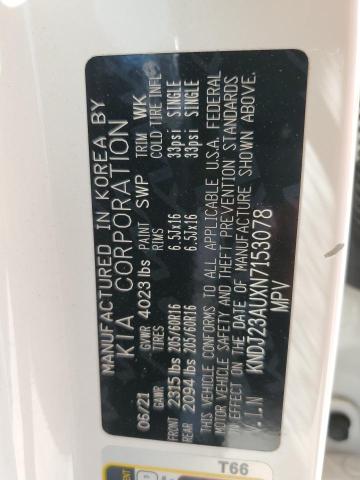 MANUFACTURED IN KOREA BY
KIA CORPORATION
06/21 GVWR 4023 lbs PAINT SWP TRIM WK
GAWR TIRES RIMS COLD TIRE INFL
2315 lbs 205/60R16 6.5Jx16 33psi SINGLE
2094 lbs 205/60R16 6.5Jx16 33psi SINGLE
THIS VEHICLE CONFORMS TO ALL APPLICABLE U.S.A. FEDERAL
MOTOR VEHICLE SAFETY AND THEFT PREVENTION STANDARDS
IN EFFECT ON THE DATE OF MANUFACTURE SHOWN ABOVE.
V.I.N KNDJ23AUXN7153078
MPV
T66